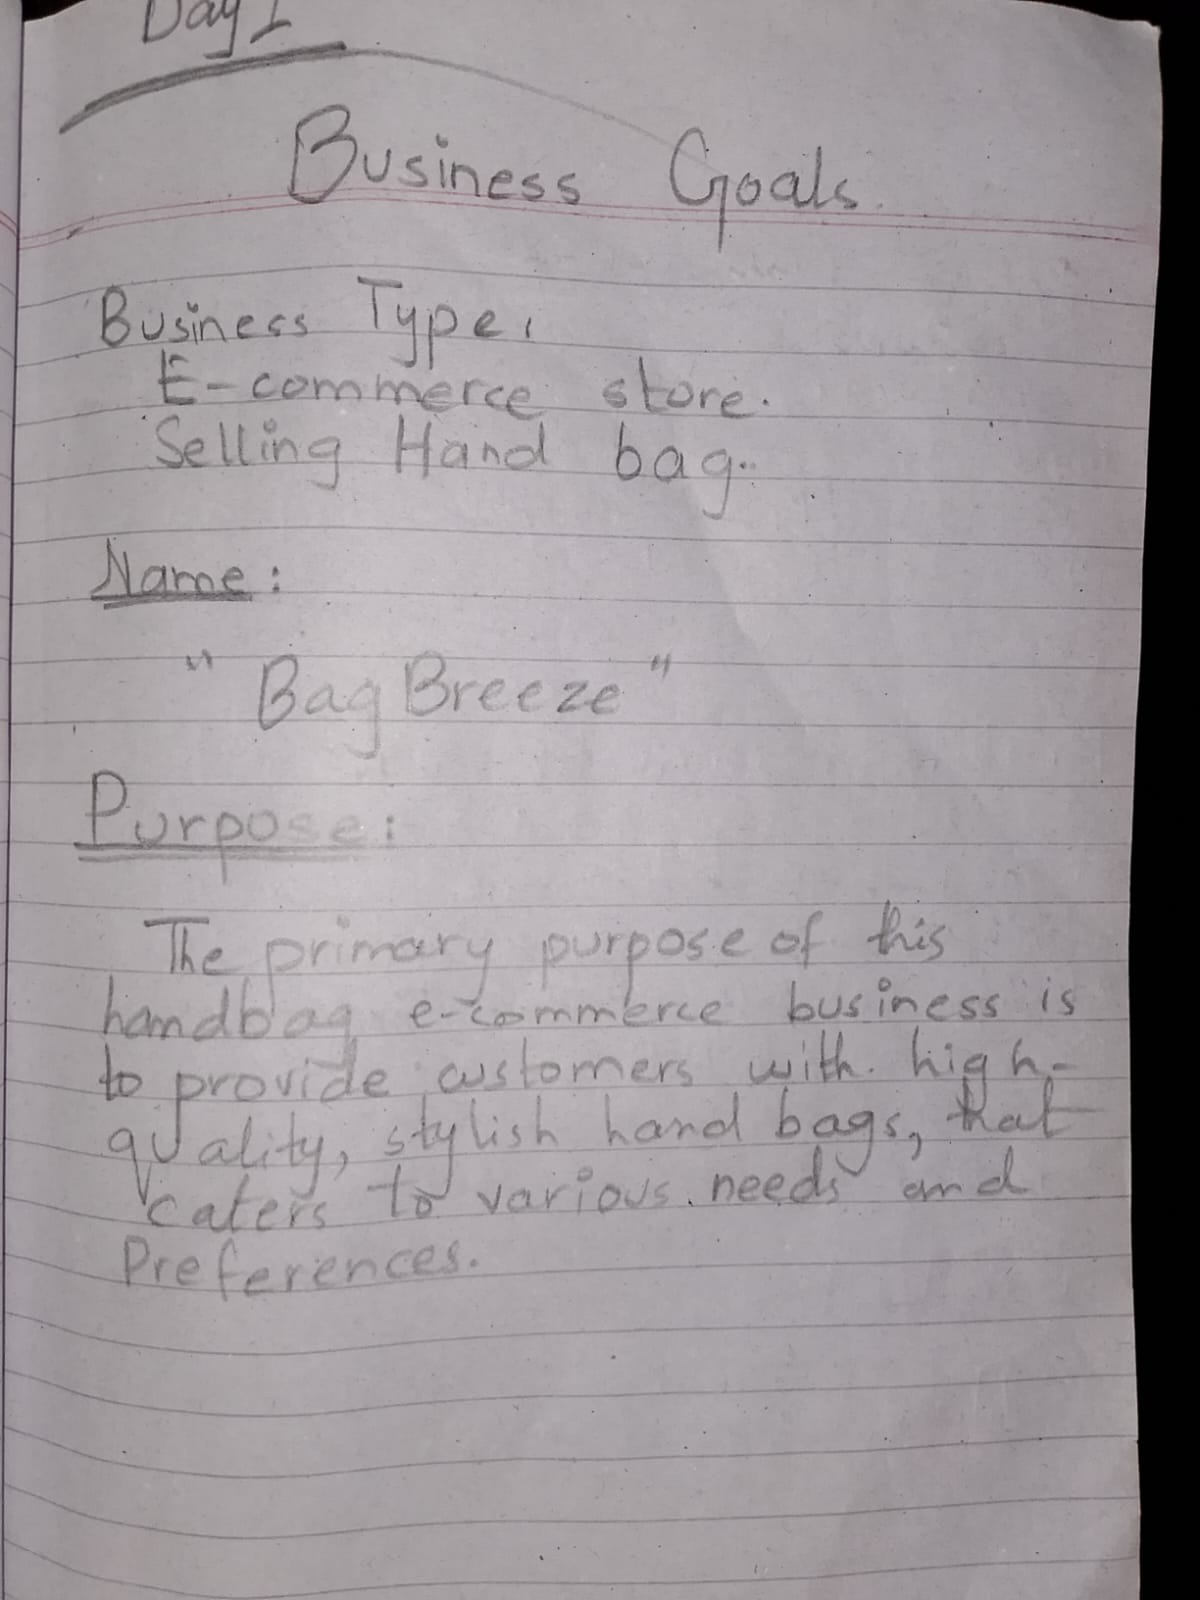 Day 1
Business Goals.
Business Type:
E-commerce store.
Selling Hand bag..
Name:
"BagBreeze"
Purpose:
The primary purpose of this
handbag e-commerce business is
to provide customers with high-
quality, stylish hand bags, that
caters to various needs and
Preferences.